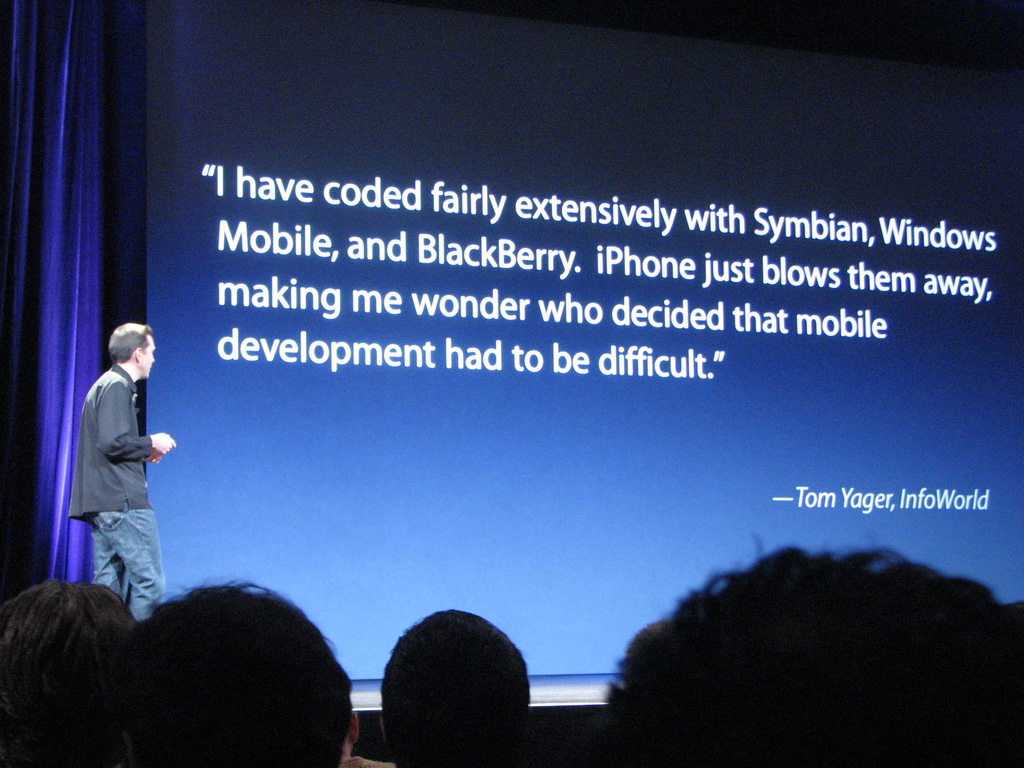 “I have coded fairly extensively with Symbian, Windows
Mobile, and BlackBerry.  iPhone just blows them away,
making me wonder who decided that mobile
development had to be difficult.”
—Tom Yager, InfoWorld